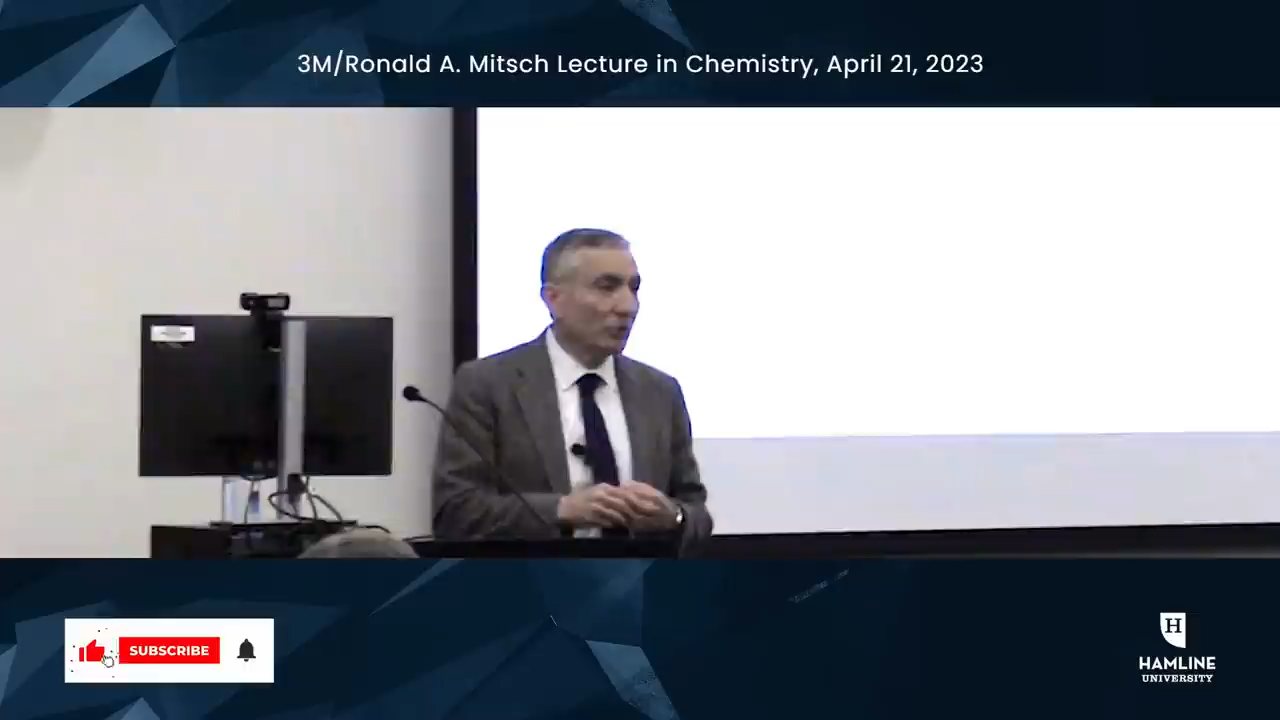 3M/Ronald A. Mitsch Lecture in Chemistry, April 21, 2023
SUBSCRIBE
H
HAMLINE
UNIVERSITY